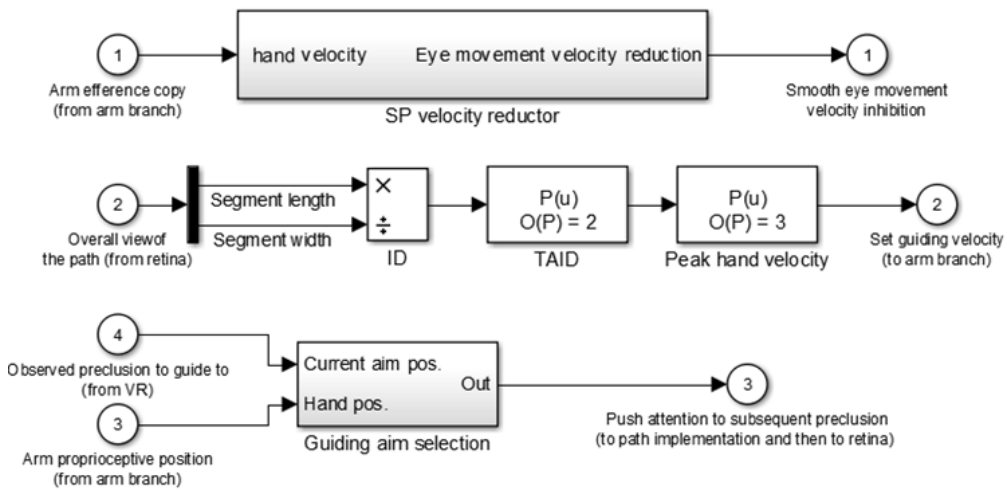 1
Arm efference copy
(from arm branch)
hand velocity
Eye movement velocity reduction
SP velocity reductor
1
Smooth eye movement
velocity inhibition
2
Overall viewof
the path (from retina)
Segment length
Segment width
×
÷
ID
P(u)
O(P) = 2
TAID
P(u)
O(P) = 3
Peak hand velocity
2
Set guiding velocity
(to arm branch)
4
Observed preclusion to guide to
(from VR)
3
Arm proprioceptive position
(from arm branch)
Current aim pos.
Hand pos.
Out
Guiding aim selection
3
Push attention to subsequent preclusion
(to path implementation and then to retina)